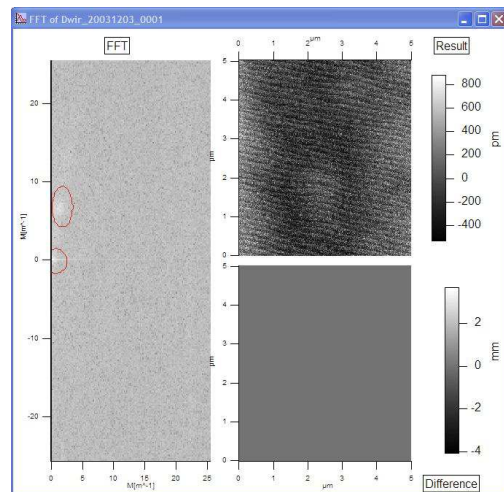 FFT of Dwir_20031203_0001
FFT
µm
Result
0 1 2 3 4 5
20
10
0
-10
-20
M[m^-1]
0 5 10 15 20 25
M[m^-1]
5
4
3
2
1
0
µm
800
600
400
200
0
-200
-400
pm
5
4
3
2
1
0
µm
0 1 2 3 4 5
µm
2
0
-2
-4
mm
Difference